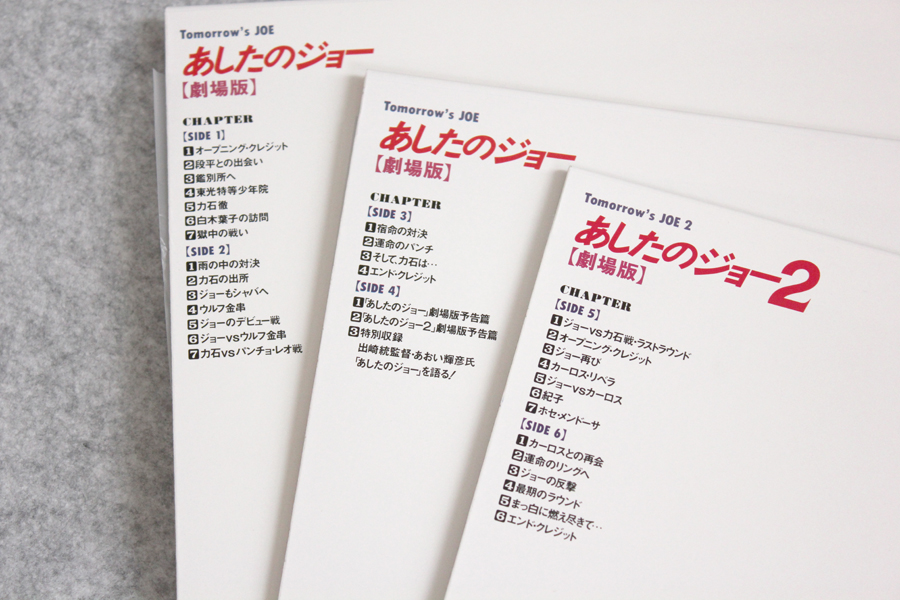 Tomorrow's JOE
あしたのジョー
【劇場版】
CHAPTER
【SIDE 1】
1オープニング・クレジット
2段平との出会い
3鑑別所へ
4東光特等少年院
5力石徹
6白木葉子の訪問
7獄中の戦い
【SIDE 2】
1雨の中の対決
2力石の出所
3ジョーもシャバへ
4ウルフ金串
5ジョーのデビュー戦
6ジョーvsウルフ金串
7力石vsパンチョ・レオ戦
Tomorrow's JOE
あしたのジョー
【劇場版】
CHAPTER
【SIDE 3】
1宿命の対決
2運命のパンチ
3そして、力石は…
4エンド・クレジット
【SIDE 4】
1「あしたのジョー」劇場版予告篇
2「あしたのジョー2」劇場版予告篇
3特別収録
出崎統監督・あおい輝彦氏
「あしたのジョー」を語る!
Tomorrow's JOE 2
あしたのジョー2
【劇場版】
CHAPTER
【SIDE 5】
1ジョーvs力石戦・ラストラウンド
2オープニング・クレジット
3ジョー再び
4カーロス・リベラ
5ジョーvsカーロス
6紀子
7ホセ・メンドーサ
【SIDE 6】
1カーロスとの再会
2運命のリングへ
3ジョーの反撃
4最期のラウンド
5まっ白に燃え尽きて…
6エンド・クレジット